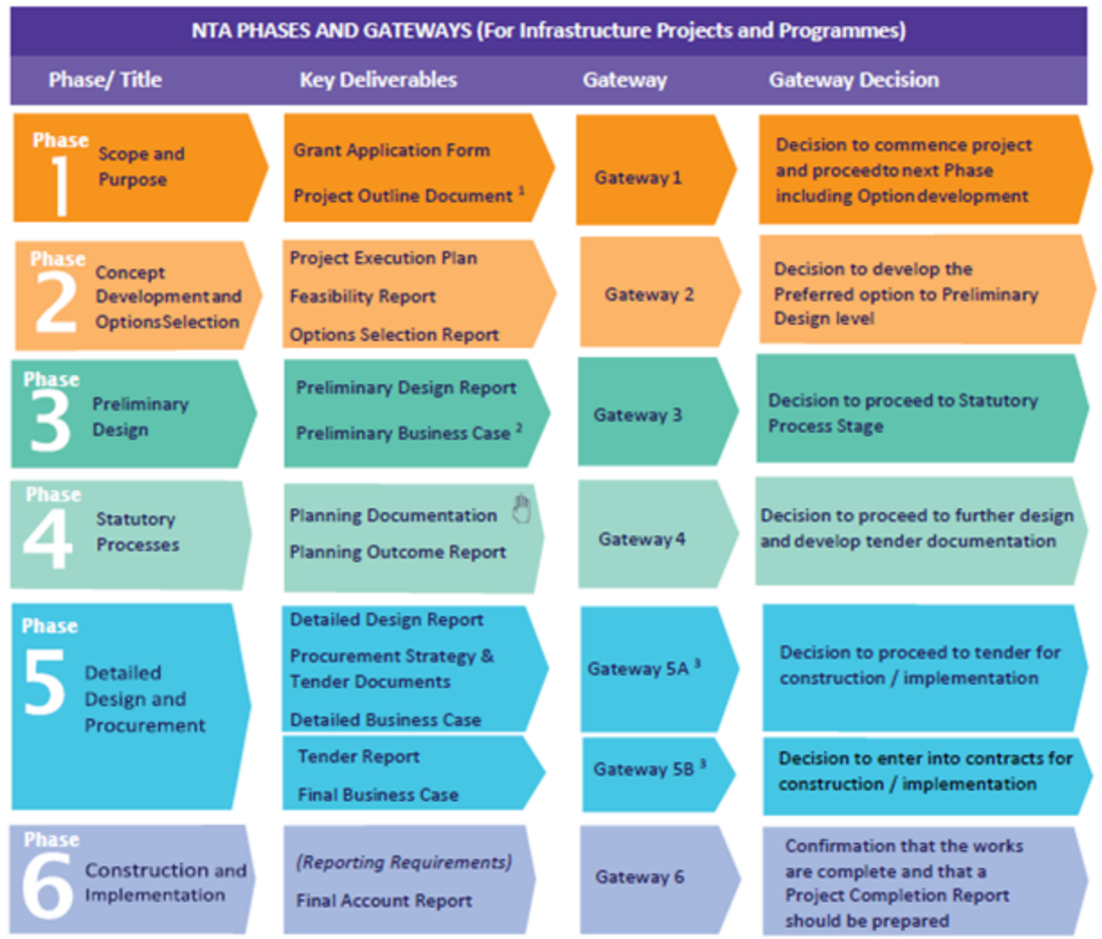 NTA PHASES AND GATEWAYS (For Infrastructure Projects and Programmes)
Phase/ Title
Key Deliverables
Gateway
Gateway Decision
Phase
1
Scope and
Purpose
Grant Application Form
Project Outline Document ¹
Gateway 1
Decision to commence project
and proceedto next Phase
including Option development
Phase
2
Concept
Development and
OptionsSelection
Project Execution Plan
Feasibility Report
Options Selection Report
Gateway 2
Decision to develop the
Preferred option to Preliminary
Design level
Phase
3
Preliminary
Design
Preliminary Design Report
Preliminary Business Case ²
Gateway 3
Decision to proceed to Statutory
Process Stage
Phase
4
Statutory
Processes
Planning Documentation
Planning Outcome Report
Gateway 4
Decision to proceed to further design
and develop tender documentation
Phase
5
Detailed
Design and
Procurement
Detailed Design Report
Procurement Strategy &
Tender Documents
Detailed Business Case
Gateway 5A ³
Decision to proceed to tender for
construction / implementation
Tender Report
Final Business Case
Gateway 5B ³
Decision to enter into contracts for
construction / implementation
Phase
6
Construction and
Implementation
(Reporting Requirements)
Final Account Report
Gateway 6
Confirmation that the works
are complete and that a
Project Completion Report
should be prepared